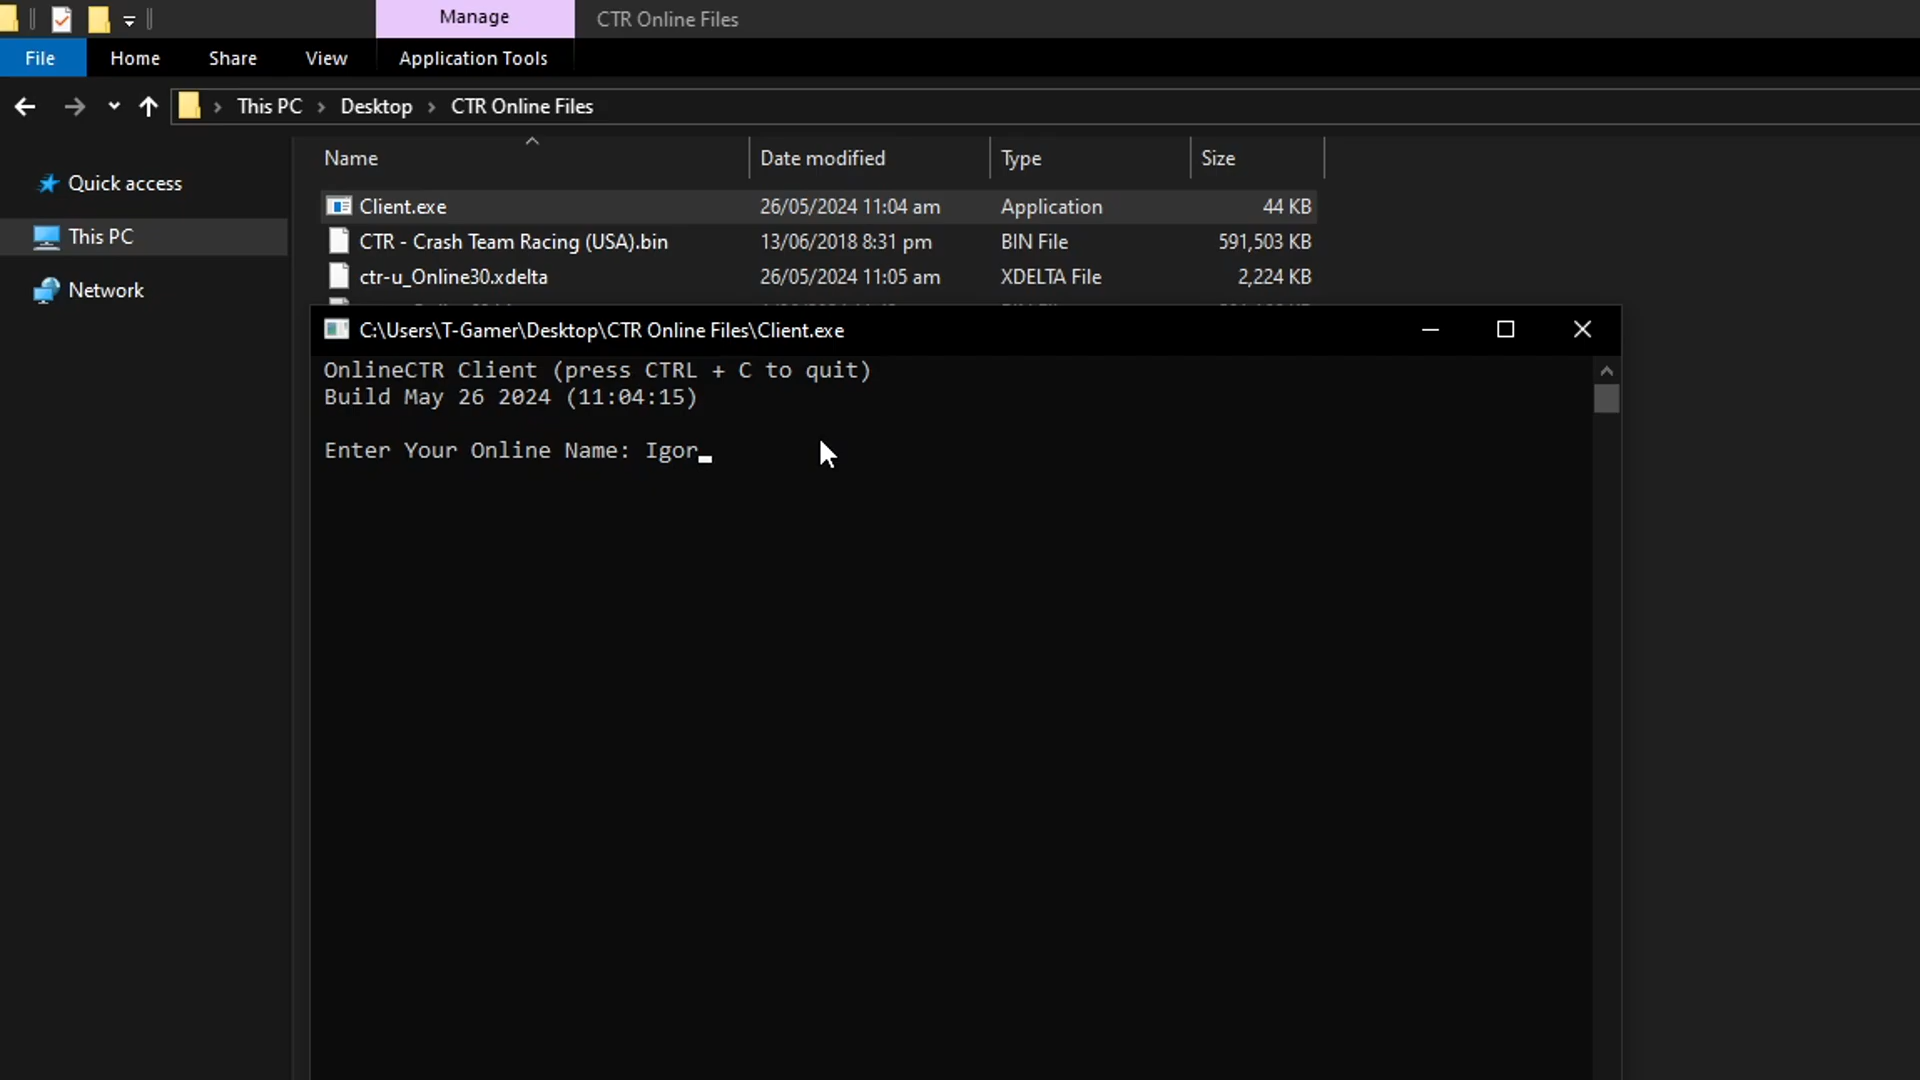 Manage
CTR Online Files
File
Home
Share
View
Application Tools
This PC
Desktop
CTR Online Files
Name
Date modified
Type
Size
Quick access
This PC
Network
Client.exe
26/05/2024 11:04 am
Application
44 KB
CTR - Crash Team Racing (USA).bin
13/06/2018 8:31 pm
BIN File
591,503 KB
ctr-u_Online30.xdelta
26/05/2024 11:05 am
XDELTA File
2,224 KB
C:\Users\T-Gamer\Desktop\CTR Online Files\Client.exe
OnlineCTR Client (press CTRL + C to quit)
Build May 26 2024 (11:04:15)
Enter Your Online Name: Igor_